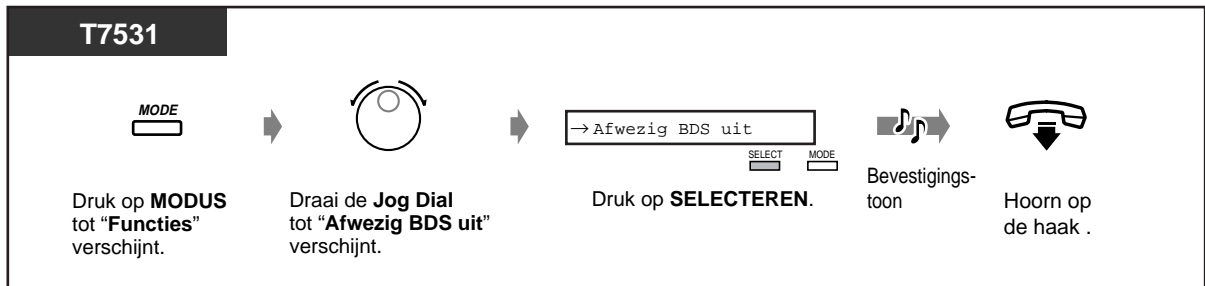 T7531
MODE
→Afwezig BDS uit
SELECT
MODE
Druk op MODUS
tot “Functies”
verschijnt.
Draai de Jog Dial
tot “Afwezig BDS uit”
verschijnt.
Druk op SELECTEREN.
Bevestigings-
toon
Hoorn op
de haak .